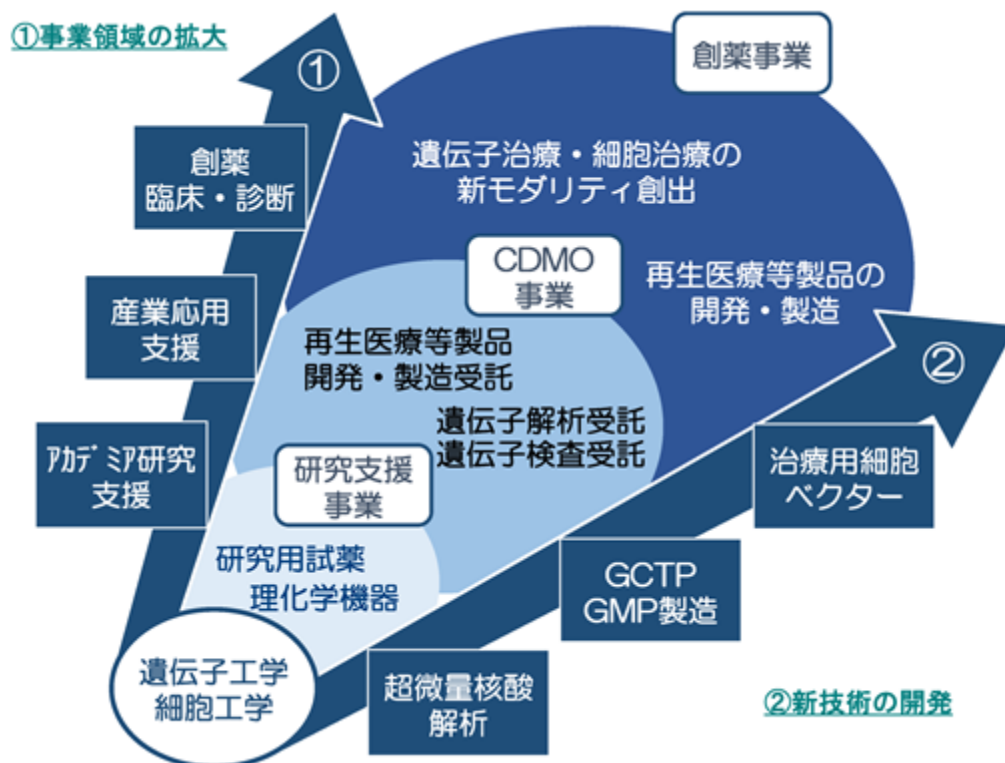 ①事業領域の拡大
①
創薬事業
創薬
臨床・診断
遺伝子治療・細胞治療の
新モダリティ創出
CDMO
事業
再生医療等製品の
開発・製造
産業応用
支援
再生医療等製品
開発・製造受託
②
遺伝子解析受託
遺伝子検査受託
ｱｶﾃﾞﾐｱ研究
支援
研究支援
事業
治療用細胞
ベクター
研究用試薬
理化学機器
GCTP
GMP製造
遺伝子工学
細胞工学
超微量核酸
解析
②新技術の開発